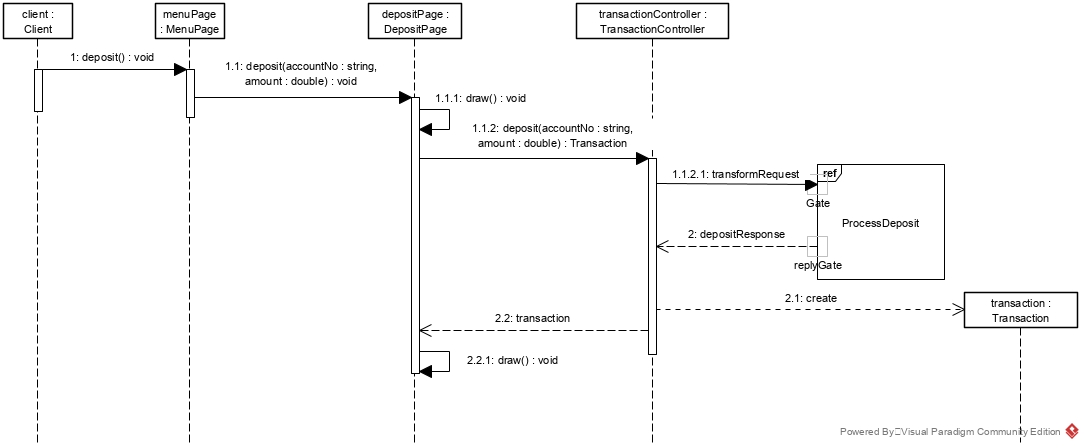 client :
Client
menuPage
: MenuPage
depositPage :
DepositPage
transactionController :
TransactionController
1: deposit() : void
1.1: deposit(accountNo : string,
amount : double) : void
1.1.1: draw() : void
1.1.2: deposit(accountNo : string,
amount : double) : Transaction
1.1.2.1: transformRequest
ref
Gate
ProcessDeposit
2: depositResponse
replyGate
2.1: create
transaction :
Transaction
2.2: transaction
2.2.1: draw() : void
Powered By Visual Paradigm Community Edition